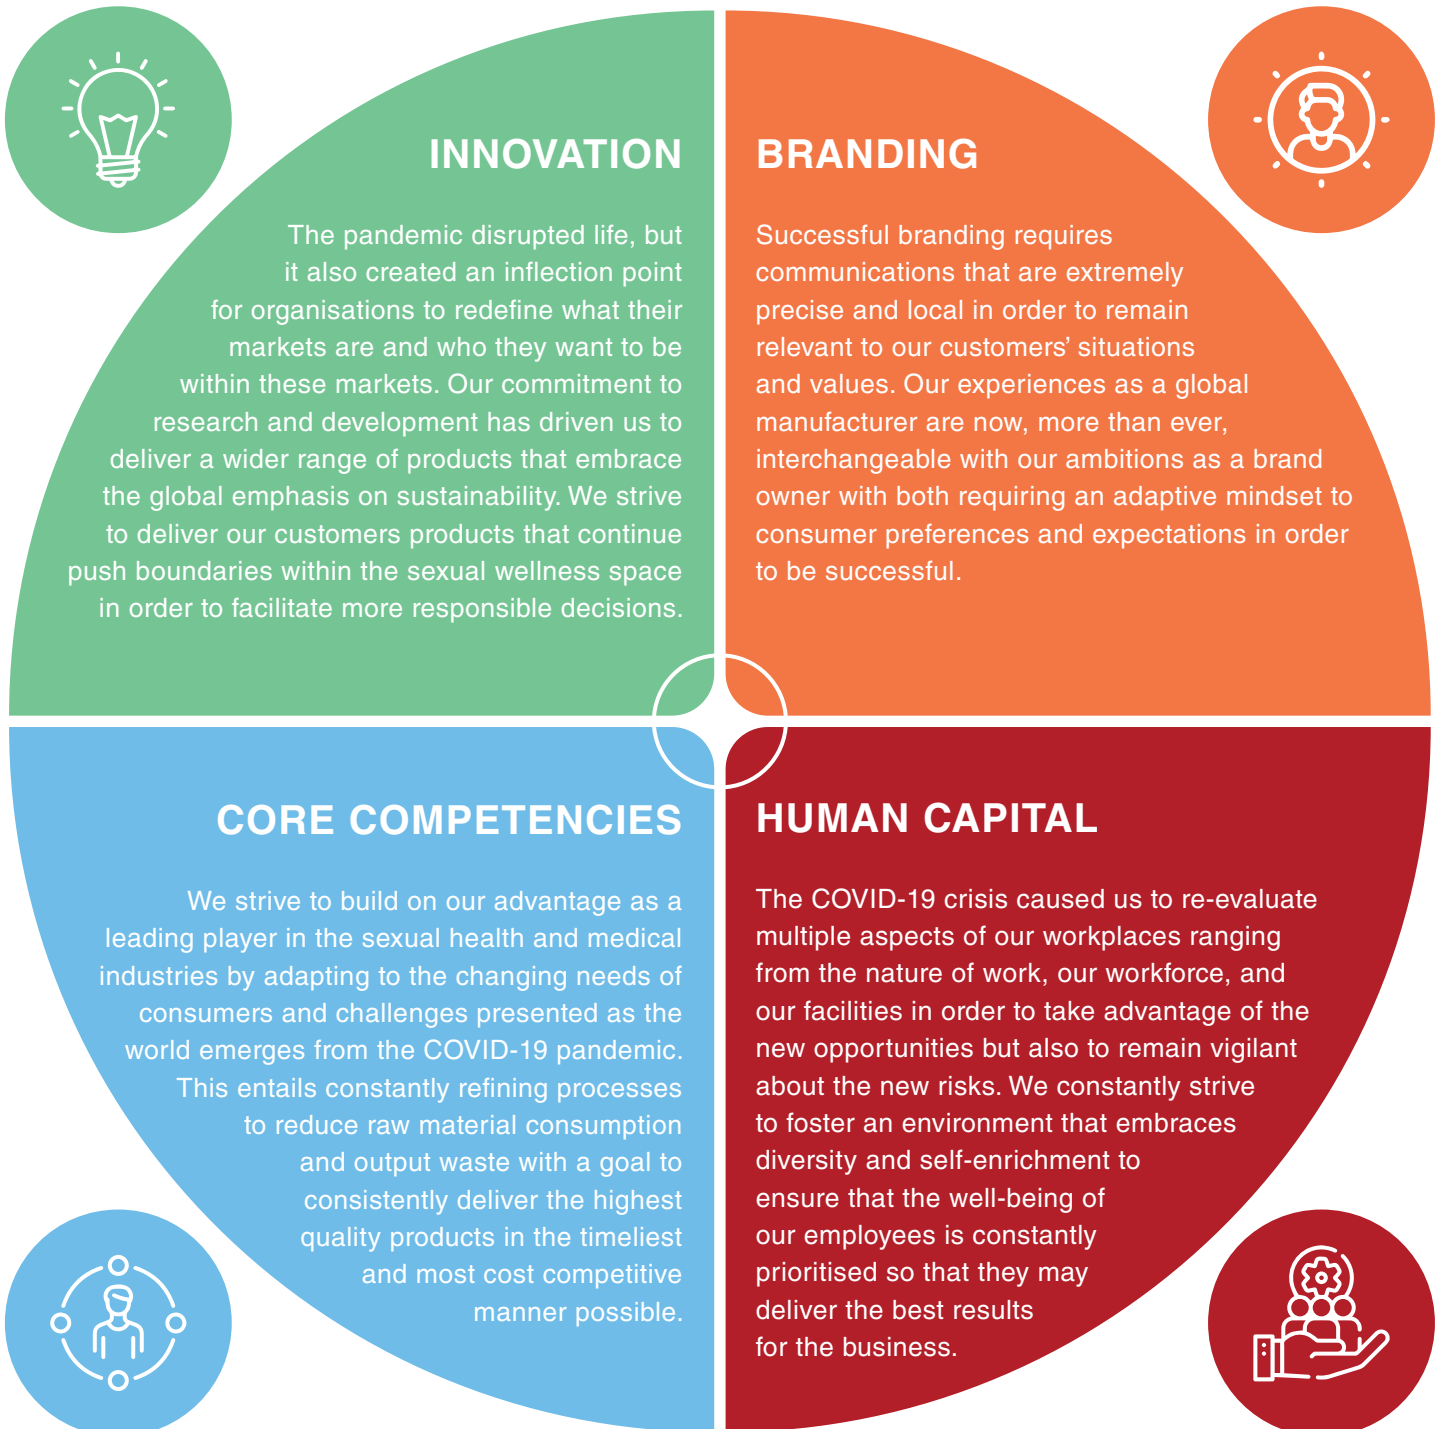 INNOVATION
The pandemic disrupted life, but
it also created an inflection point
for organisations to redefine what their
markets are and who they want to be
within these markets. Our commitment to
research and development has driven us to
deliver a wider range of products that embrace
the global emphasis on sustainability. We strive
to deliver our customers products that continue
push boundaries within the sexual wellness space
in order to facilitate more responsible decisions.
BRANDING
Successful branding requires
communications that are extremely
precise and local in order to remain
relevant to our customers’ situations
and values. Our experiences as a global
manufacturer are now, more than ever,
interchangeable with our ambitions as a brand
owner with both requiring an adaptive mindset to
consumer preferences and expectations in order
to be successful.
CORE COMPETENCIES
We strive to build on our advantage as a
leading player in the sexual health and medical
industries by adapting to the changing needs of
consumers and challenges presented as the
world emerges from the COVID-19 pandemic.
This entails constantly refining processes
to reduce raw material consumption
and output waste with a goal to
consistently deliver the highest
quality products in the timeliest
and most cost competitive
manner possible.
HUMAN CAPITAL
The COVID-19 crisis caused us to re-evaluate
multiple aspects of our workplaces ranging
from the nature of work, our workforce, and
our facilities in order to take advantage of the
new opportunities but also to remain vigilant
about the new risks. We constantly strive
to foster an environment that embraces
diversity and self-enrichment to
ensure that the well-being of
our employees is constantly
prioritised so that they may
deliver the best results
for the business.